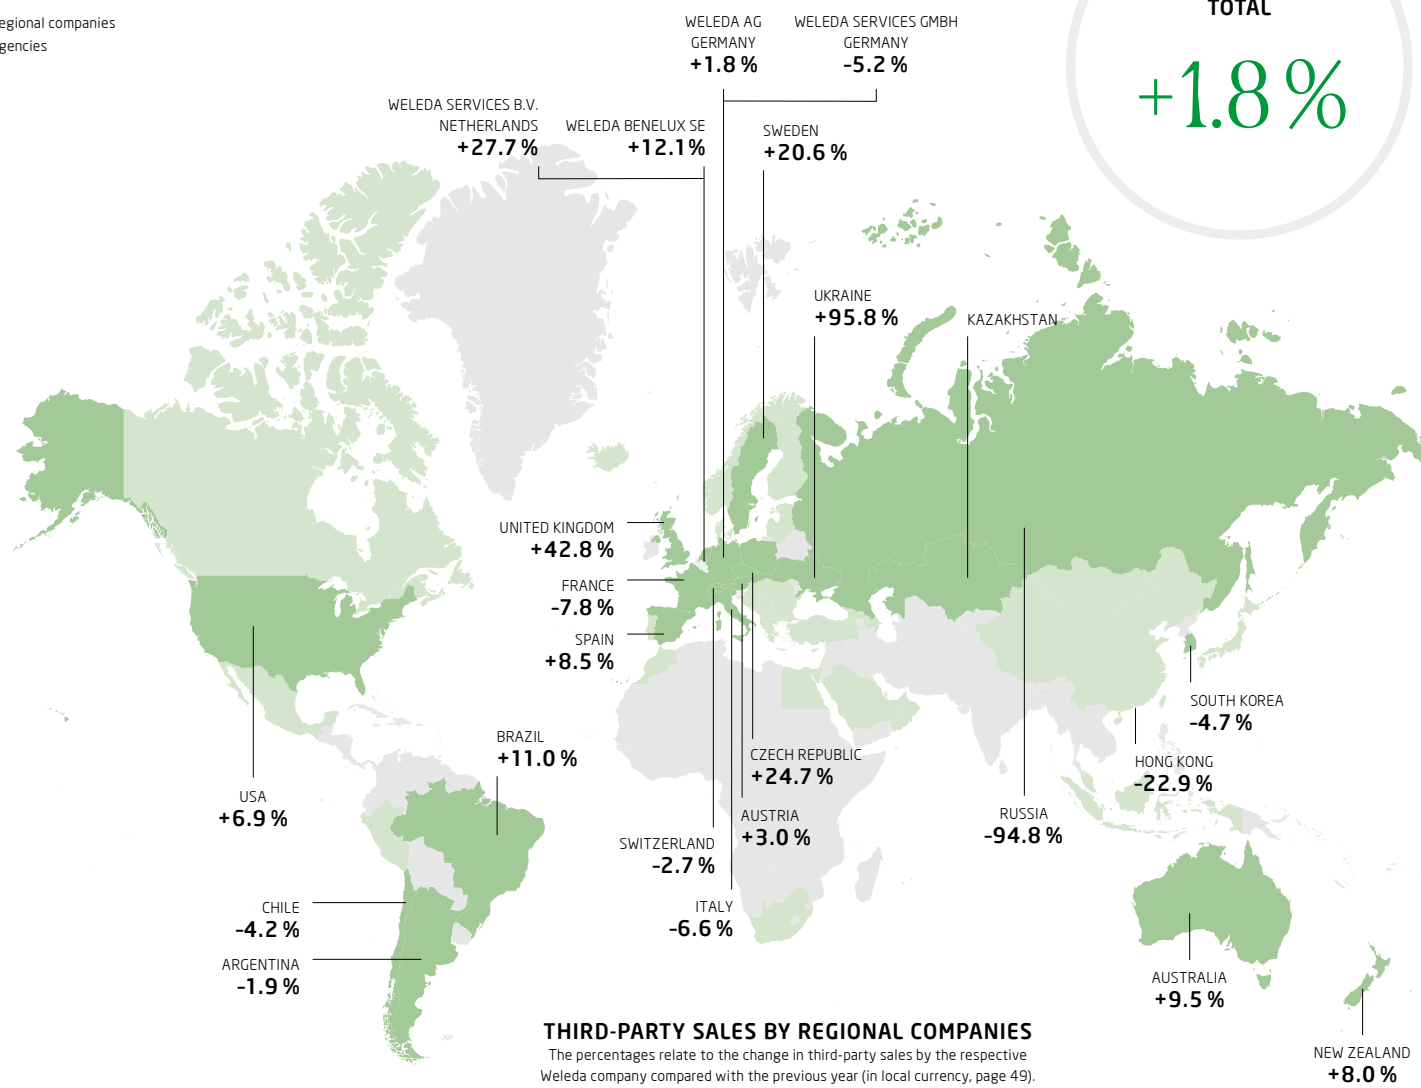 egional companies
gencies
TOTAL
+1.8 %
WELEDA AG
GERMANY
+1.8 %
WELEDA SERVICES GMBH
GERMANY
-5.2 %
WELEDA SERVICES B.V.
NETHERLANDS
+27.7 %
WELEDA BENELUX SE
+12.1 %
SWEDEN
+20.6 %
UKRAINE
+95.8 %
KAZAKHSTAN
UNITED KINGDOM
+42.8 %
FRANCE
-7.8 %
SPAIN
+8.5 %
SOUTH KOREA
-4.7 %
HONG KONG
-22.9 %
BRAZIL
+11.0 %
CZECH REPUBLIC
+24.7 %
USA
+6.9 %
AUSTRIA
+3.0 %
RUSSIA
-94.8 %
SWITZERLAND
-2.7 %
ITALY
-6.6 %
CHILE
-4.2 %
ARGENTINA
-1.9 %
AUSTRALIA
+9.5 %
NEW ZEALAND
+8.0 %
THIRD-PARTY SALES BY REGIONAL COMPANIES
The percentages relate to the change in third-party sales by the respective
Weleda company compared with the previous year (in local currency, page 49).